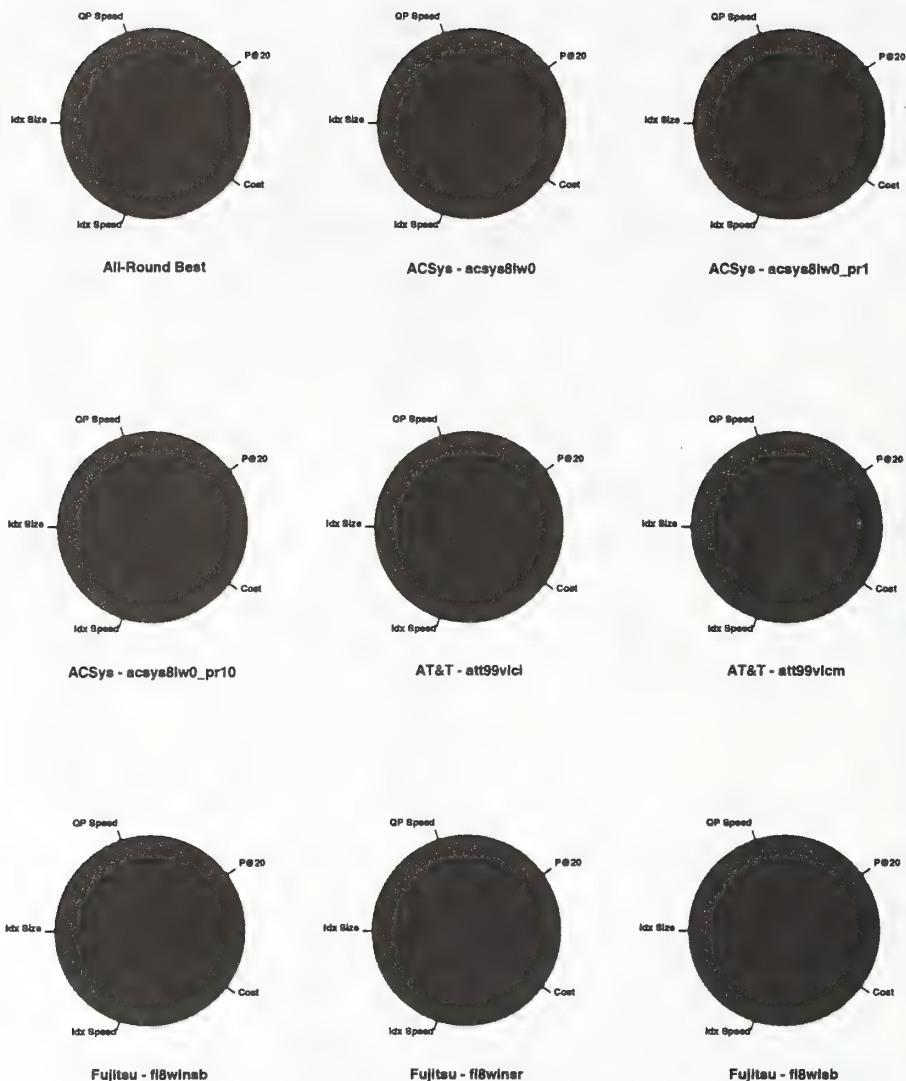 QP Speed
P@20
Idx Size
Cost
Idx Speed
All-Round Best
QP Speed
P@20
Idx Size
Cost
Idx Speed
ACSys - acsys8lw0
QP Speed
P@20
Idx Size
Cost
Idx Speed
ACSys - acsys8lw0_pr1
QP Speed
P@20
Idx Size
Cost
Idx Speed
ACSys - acsys8lw0_pr10
QP Speed
P@20
Idx Size
Cost
Idx Speed
AT&T - att99vlci
QP Speed
P@20
Idx Size
Cost
Idx Speed
AT&T - att99vlcm
QP Speed
P@20
Idx Size
Cost
Idx Speed
Fujitsu - fl8wlnsb
QP Speed
P@20
Idx Size
Cost
Idx Speed
Fujitsu - fl8wlnsr
QP Speed
P@20
Idx Size
Cost
Idx Speed
Fujitsu - fl8wlsb